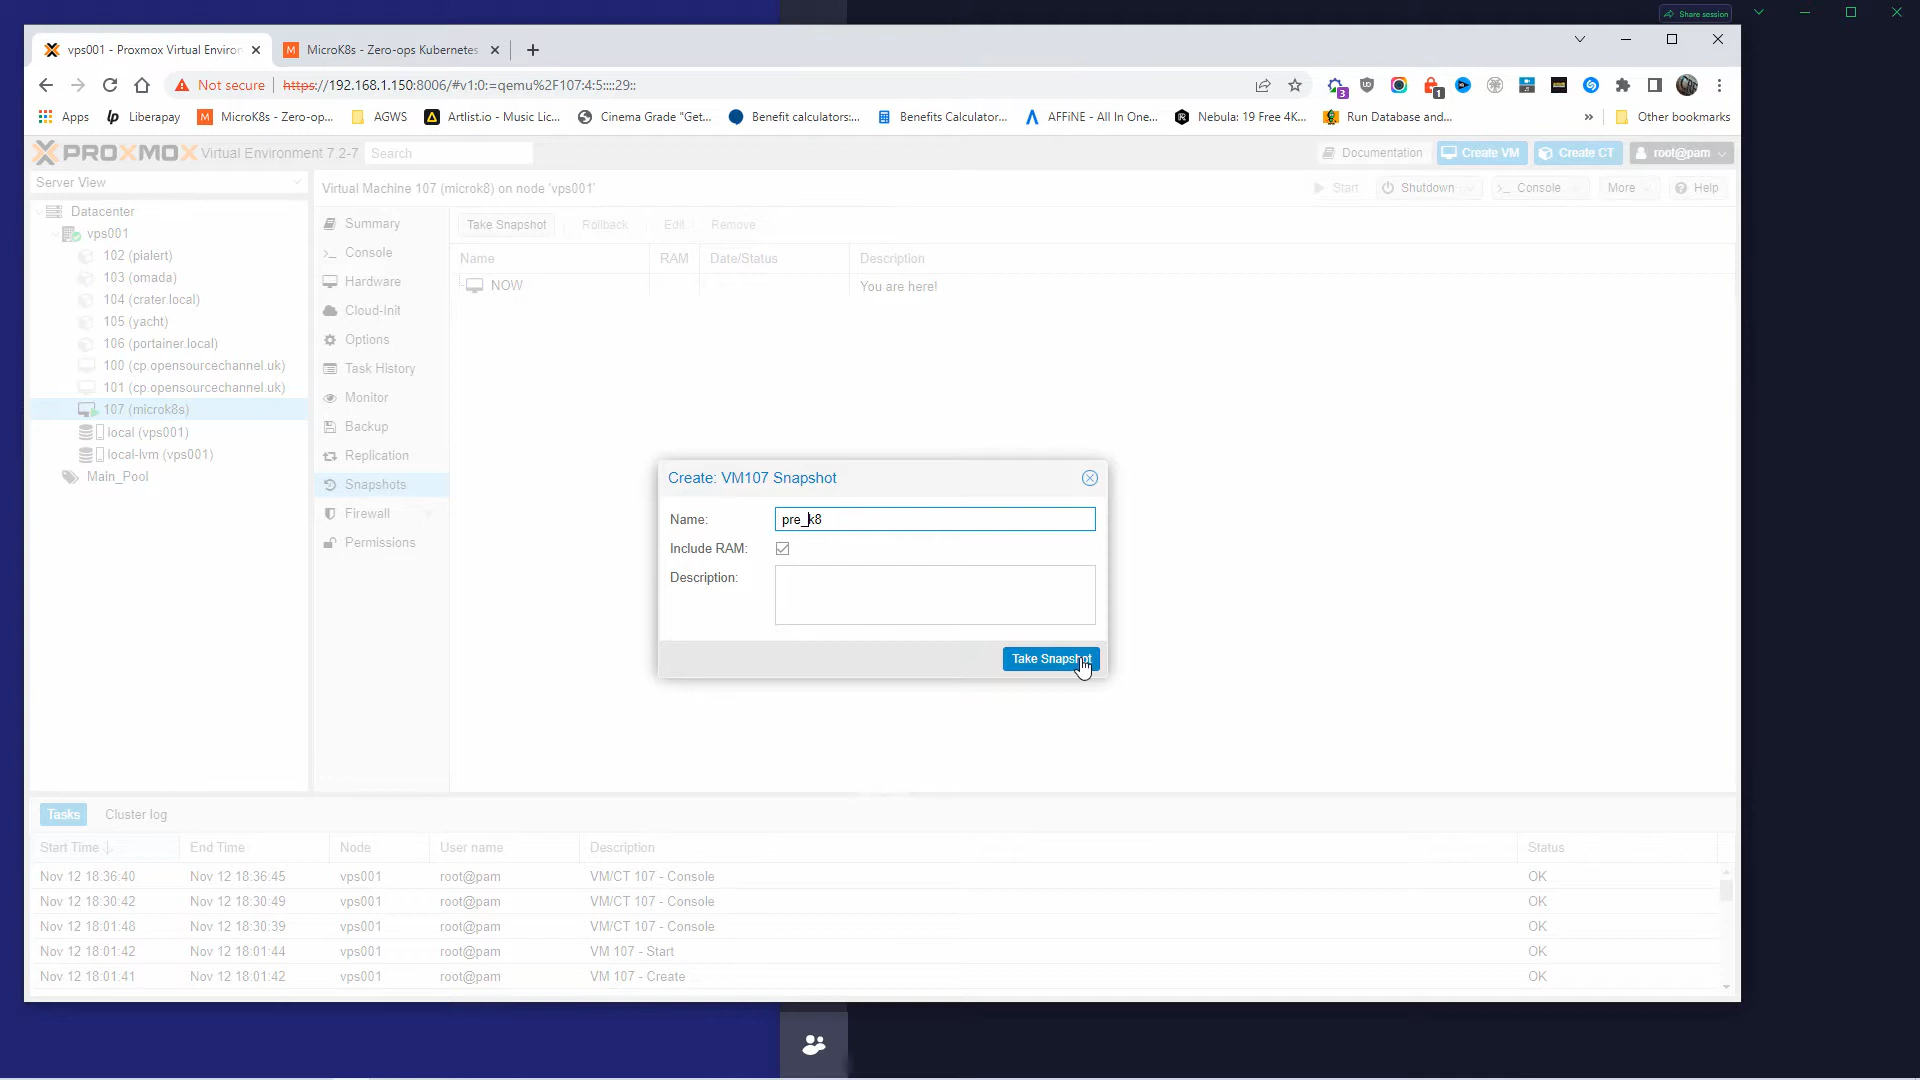 Share session
vps001 - Proxmox Virtual Environ
MicroK8s - Zero-ops Kubernetes
Not secure
https://192.168.1.150:8006/#v1:0:=qemu%2F107:4:5::::29::
3
1
Apps
Liberapay
MicroK8s - Zero-op...
AGWS
Artlist.io - Music Lic...
Cinema Grade "Get...
Benefit calculators:...
Benefits Calculator...
AFFiNE - All In One...
Nebula: 19 Free 4K...
Run Database and...
»
Other bookmarks
PROXMOX Virtual Environment 7.2-7
Search
Documentation
Create VM
Create CT
root@pam
Server View
Virtual Machine 107 (microk8) on node 'vps001'
Start
Shutdown
Console
More
Help
Datacenter
vps001
102 (pialert)
103 (omada)
104 (crater.local)
105 (yacht)
106 (portainer.local)
100 (cp.opensourcechannel.uk)
101 (cp.opensourcechannel.uk)
107 (microk8s)
local (vps001)
local-lvm (vps001)
Main_Pool
Summary
Console
Hardware
Cloud-Init
Options
Task History
Monitor
Backup
Replication
Snapshots
Firewall
Permissions
Take Snapshot
Rollback
Edit
Remove
Name
RAM
Date/Status
Description
NOW
You are here!
Create: VM107 Snapshot
Name:
pre_k8
Include RAM:
Description:
Take Snapshot
Tasks
Cluster log
Start Time
End Time
Node
User name
Description
Status
Nov 12 18:36:40
Nov 12 18:36:45
vps001
root@pam
VM/CT 107 - Console
OK
Nov 12 18:30:42
Nov 12 18:30:49
vps001
root@pam
VM/CT 107 - Console
OK
Nov 12 18:01:48
Nov 12 18:30:39
vps001
root@pam
VM/CT 107 - Console
OK
Nov 12 18:01:42
Nov 12 18:01:44
vps001
root@pam
VM 107 - Start
OK
Nov 12 18:01:41
Nov 12 18:01:42
vps001
root@pam
VM 107 - Create
OK